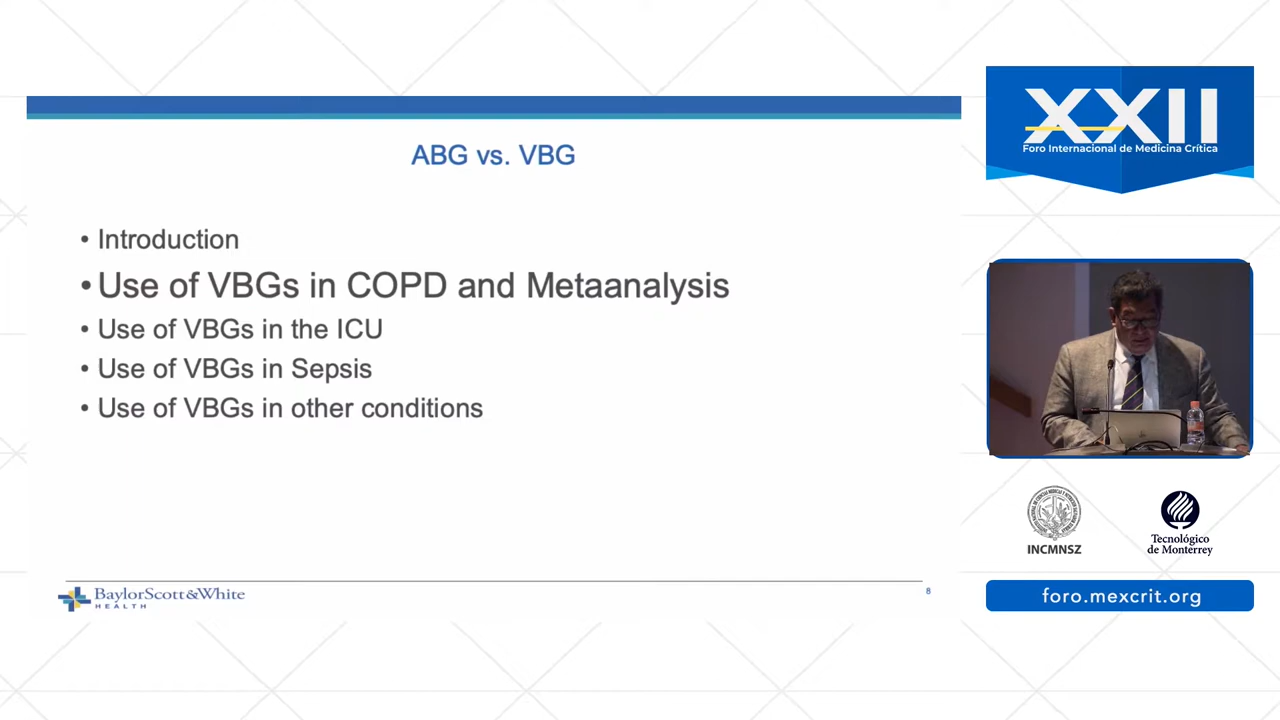 ABG vs. VBG
• Introduction
• Use of VBGs in COPD and Metaanalysis
• Use of VBGs in the ICU
• Use of VBGs in Sepsis
• Use of VBGs in other conditions
BaylorScott&White
HEALTH
8
XXII
Foro Internacional de Medicina Crítica
INCMNSZ
Tecnológico
de Monterrey
foro.mexcrit.org